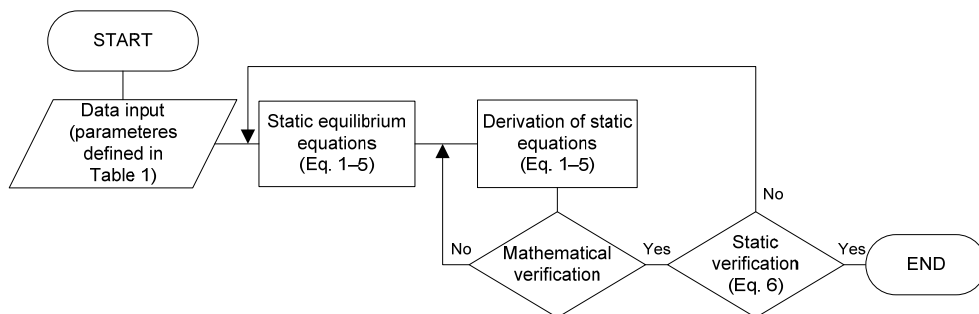 START
Data input
(parameteres
defined in
Table 1)
Static equilibrium
equations
(Eq. 1–5)
Derivation of static
equations
(Eq. 1–5)
No
Mathematical
verification
Yes
No
Static
verification
(Eq. 6)
Yes
END